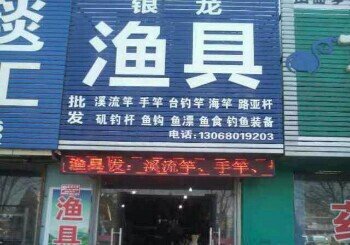 银龙
渔具
批发
溪流竿 手竿 台钓竿 海竿 路亚杆
矶钓杆 鱼钩 鱼漂 鱼食 钓鱼装备
电话:13068019203
渔具发：溪流竿、手竿、
渔具